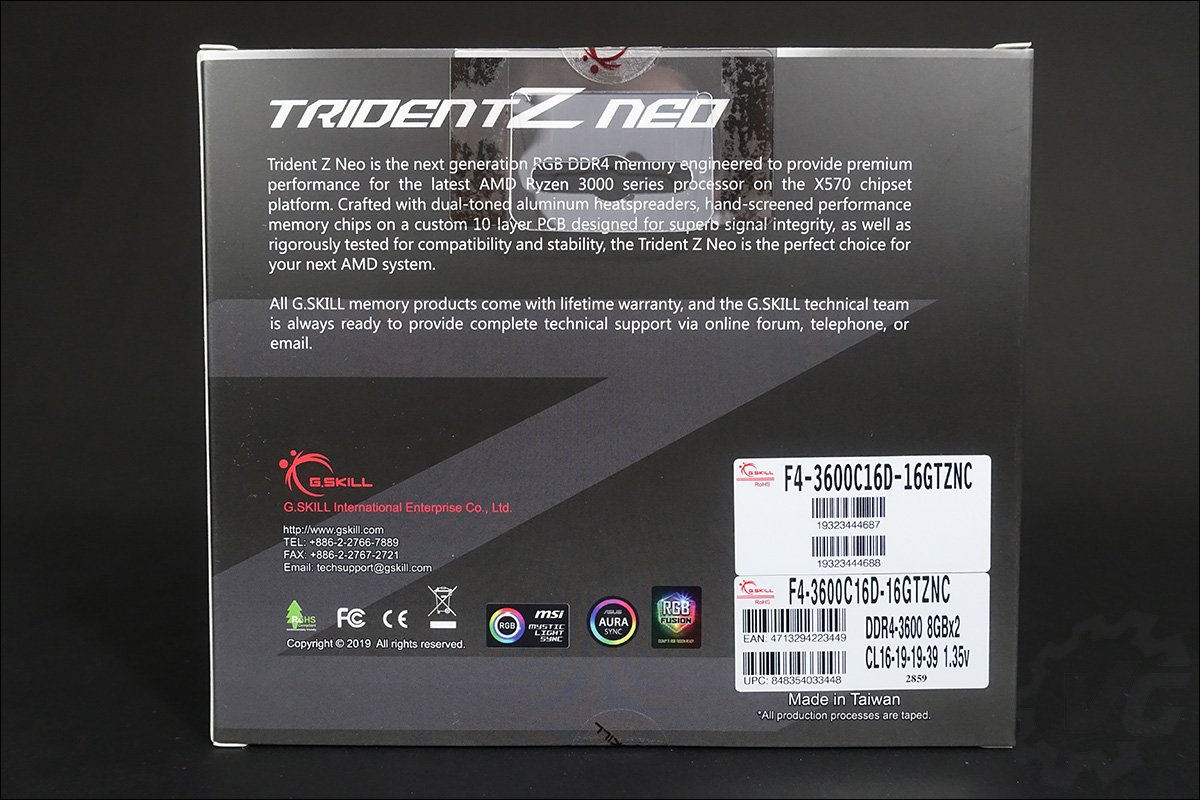 TRIDENTZ NEO
Trident Z Neo is the next generation RGB DDR4 memory engineered to provide premium
performance for the latest AMD Ryzen 3000 series processor on the X570 chipset
platform. Crafted with dual-toned aluminum heatspreaders, hand-screened performance
memory chips on a custom 10 layer PCB designed for superb signal integrity, as well as
rigorously tested for compatibility and stability, the Trident Z Neo is the perfect choice for
your next AMD system.
All G.SKILL memory products come with lifetime warranty, and the G.SKILL technical team
is always ready to provide complete technical support via online forum, telephone, or
email.
G.SKILL
G.SKILL International Enterprise Co., Ltd.
http://www.gskill.com
TEL: +886-2-2766-7889
FAX: +886-2-2767-2721
Email: techsupport@gskill.com
RoHS
FC CE
RGB msi MYSTIC LIGHT SYNC
ASUS AURA SYNC
RGB FUSION
Copyright © 2019 All rights reserved.
G.SKILL RoHS F4-3600C16D-16GTZNC
19323444687
19323444688
G.SKILL RoHS F4-3600C16D-16GTZNC
EAN: 4713294223449
DDR4-3600 8GBx2
CL16-19-19-39 1.35v
UPC: 848354033448
2859
Made in Taiwan
*All production processes are taped.
KILL